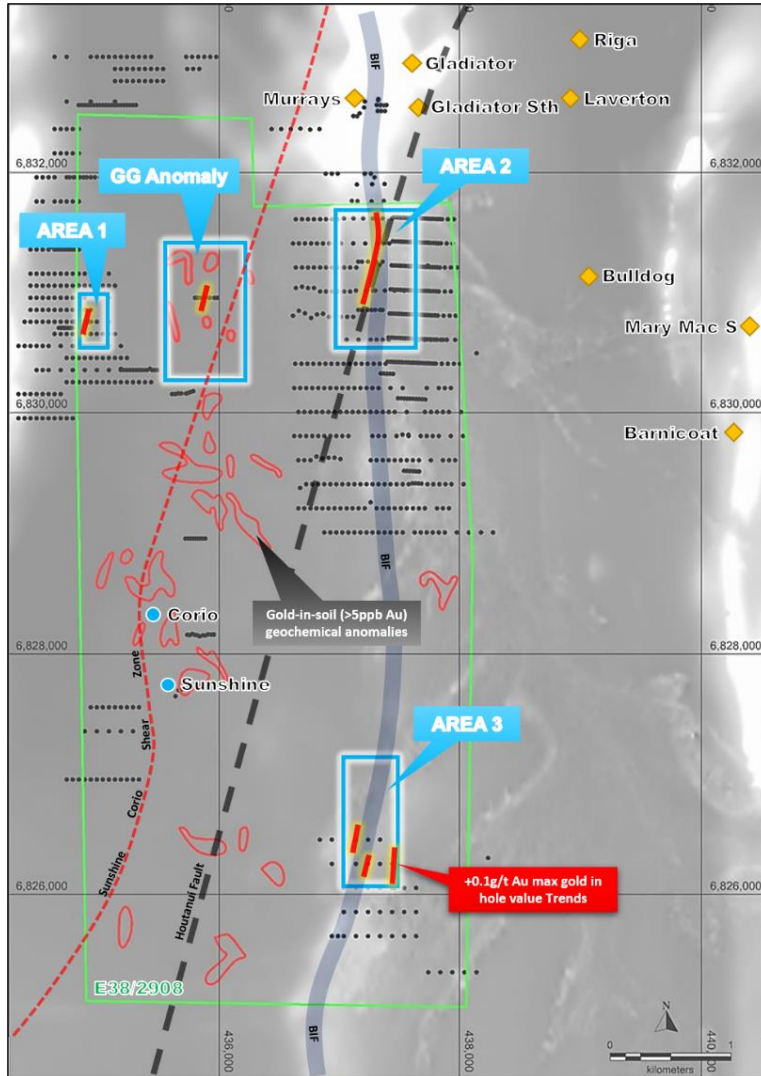 0
0
0
BIF
Riga
Gladiator
Murrays
Gladiator Sth
Laverton
6,832,000
6,832,000
GG Anomaly
AREA 2
AREA 1
Bulldog
Mary Mac S
6,830,000
6,830,000
Barnicoat
BIF
Gold-in-soil (>5ppb Au)
geochemical anomalies
Corio
6,828,000
6,828,000
Zone
Sunshine
Shear
AREA 3
Corio
+0.1g/t Au max gold in
hole value Trends
Sunshine
6,826,000
6,826,000
Houtanui Fault
E38/2908
BIF
N
436,000
438,000
440,000
0
1
kilometers